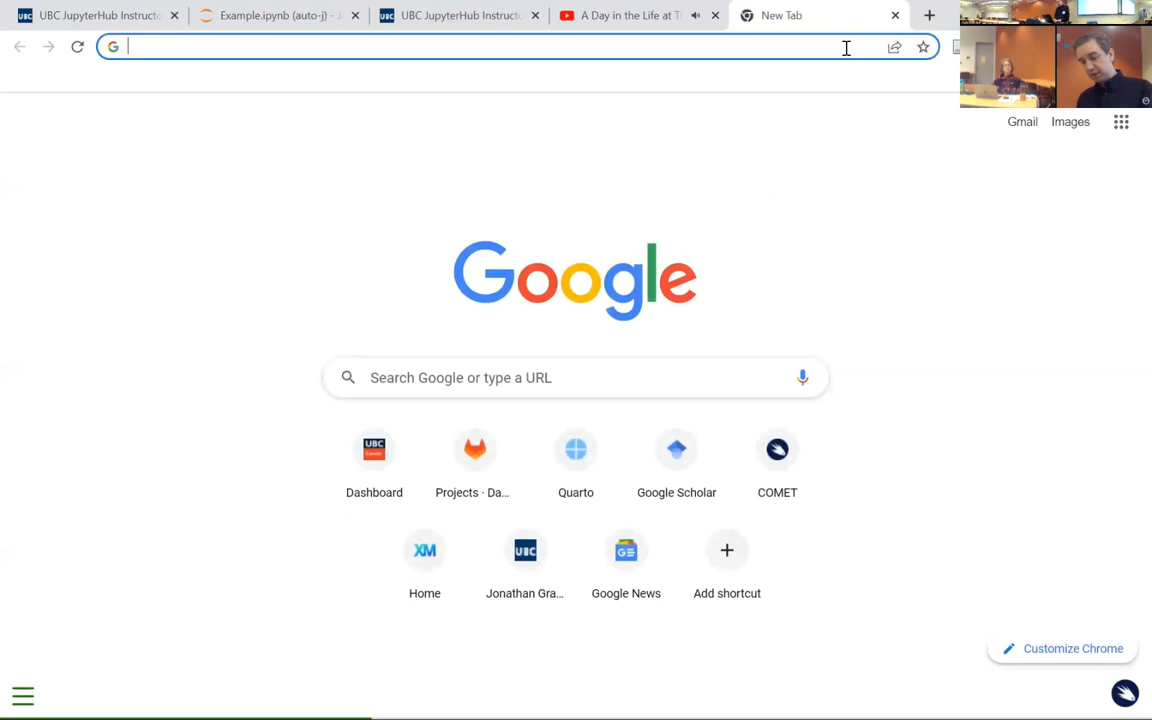 UBC JupyterHub Instructo
Example.ipynb (auto-j) - J
UBC JupyterHub Instructo
A Day in the Life at T
New Tab
Gmail
Images
Google
Search Google or type a URL
UBC
Dashboard
Projects · Da...
Quarto
Google Scholar
COMET
XM
UBC
GE
Home
Jonathan Gra...
Google News
Add shortcut
Customize Chrome